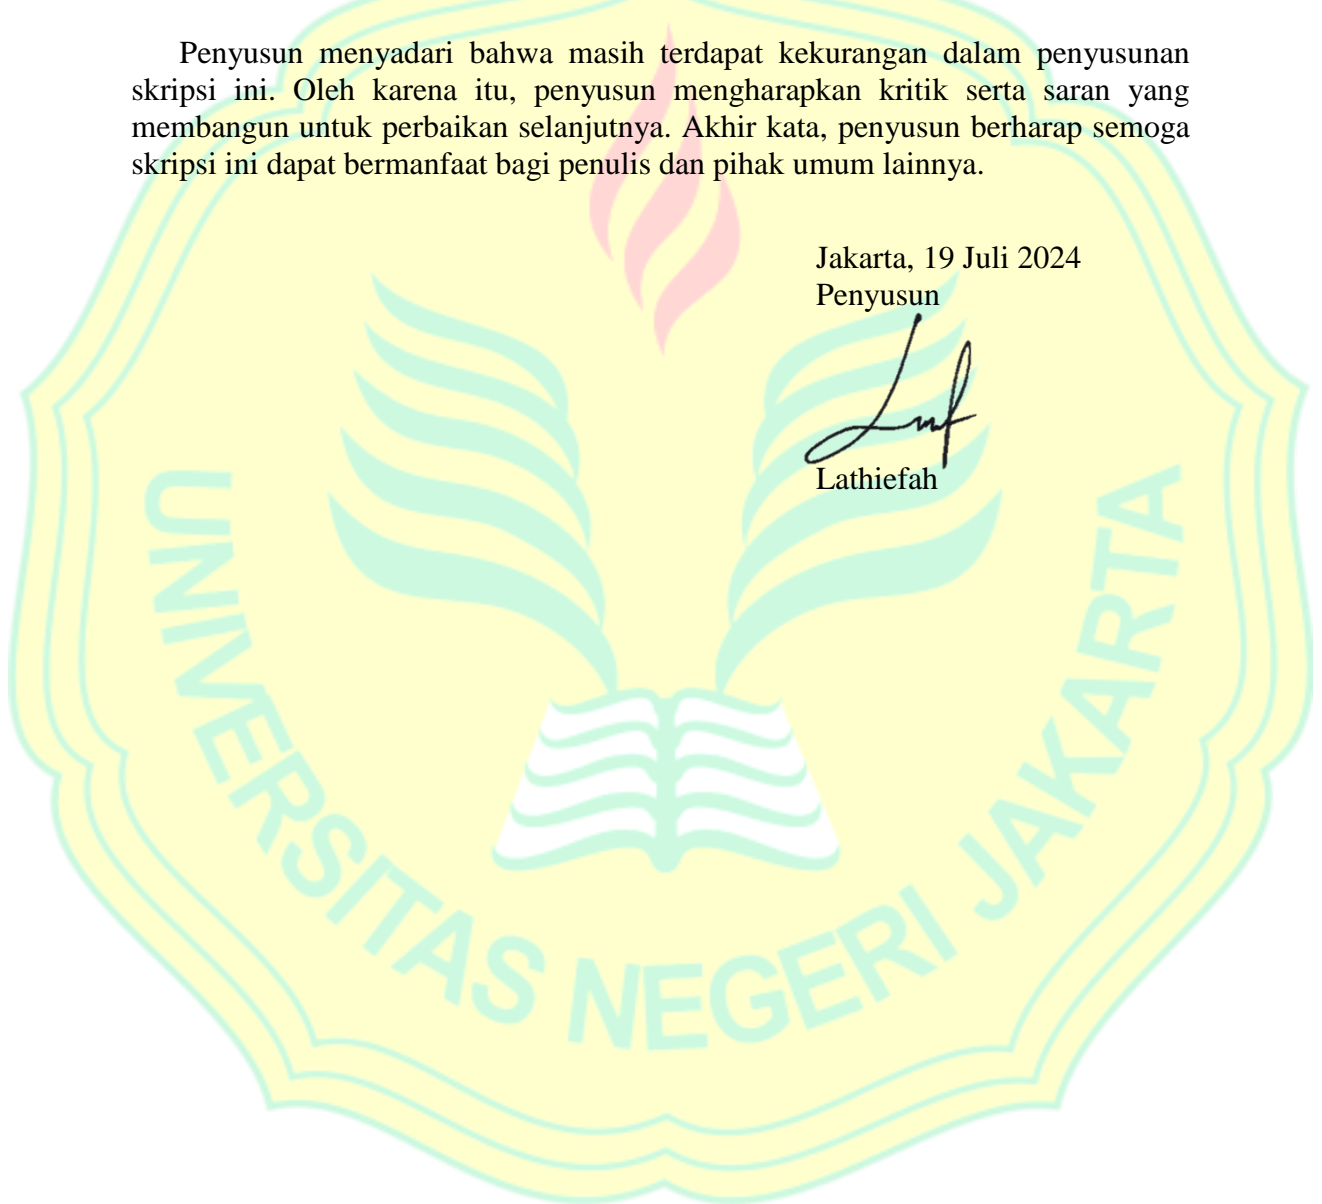 Penyusun menyadari bahwa masih terdapat kekurangan dalam penyusunan
skripsi ini. Oleh karena itu, penyusun mengharapkan kritik serta saran yang
membangun untuk perbaikan selanjutnya. Akhir kata, penyusun berharap semoga
skripsi ini dapat bermanfaat bagi penulis dan pihak umum lainnya.
Jakarta, 19 Juli 2024
Penyusun
Lathiefah
UNIVERSITAS NEGERI JAKARTA